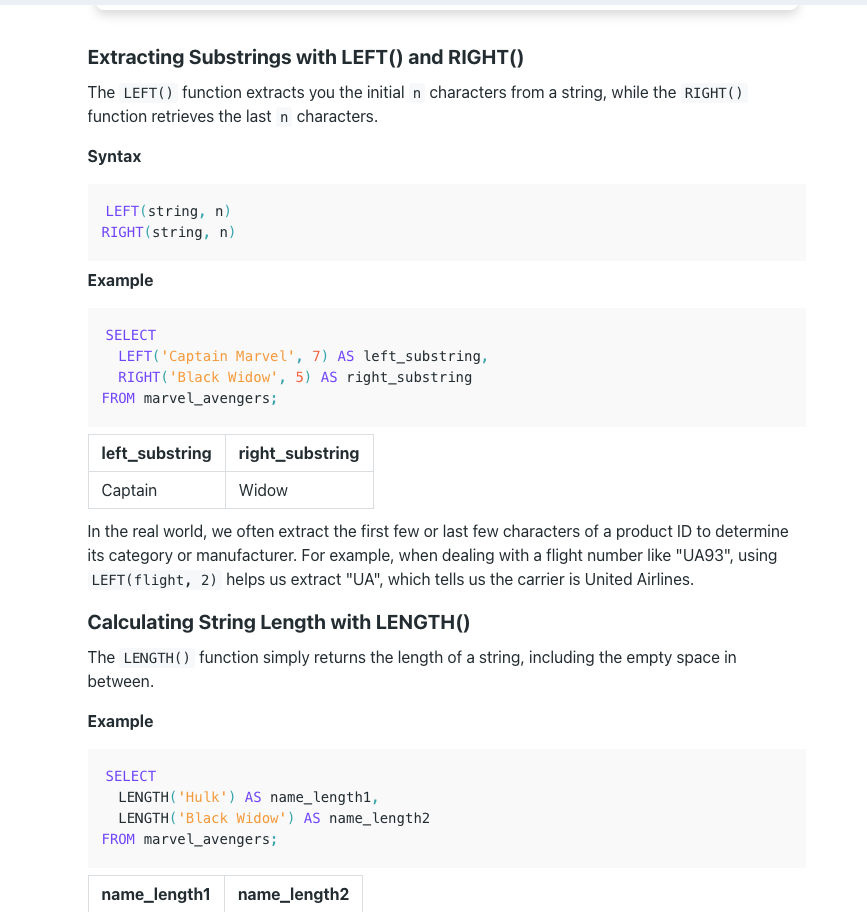 Extracting Substrings with LEFT() and RIGHT()
The LEFT() function extracts you the initial n characters from a string, while the RIGHT()
function retrieves the last n characters.
Syntax
LEFT(string, n)
RIGHT(string, n)
Example
SELECT
LEFT('Captain Marvel', 7) AS left_substring,
RIGHT('Black Widow', 5) AS right_substring
FROM marvel_avengers;
left_substring right_substring
Captain Widow
In the real world, we often extract the first few or last few characters of a product ID to determine
its category or manufacturer. For example, when dealing with a flight number like "UA93", using
LEFT(flight, 2) helps us extract "UA", which tells us the carrier is United Airlines.
Calculating String Length with LENGTH()
The LENGTH() function simply returns the length of a string, including the empty space in
between.
Example
SELECT
LENGTH('Hulk') AS name_length1,
LENGTH('Black Widow') AS name_length2
FROM marvel_avengers;
name_length1 name_length2